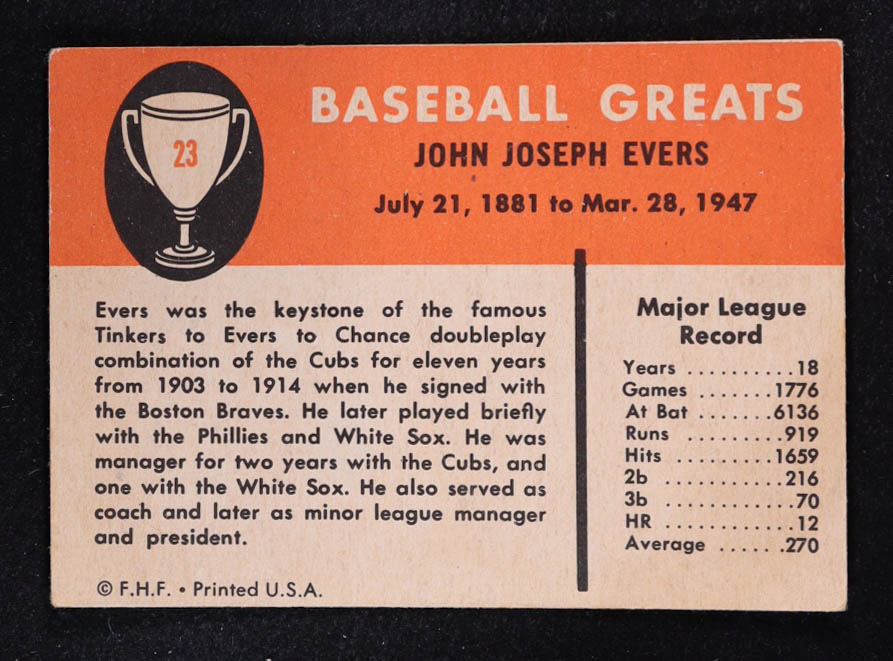 23
BASEBALL GREATS
JOHN JOSEPH EVERS
July 21, 1881 to Mar. 28, 1947
Evers was the keystone of the famous
Tinkers to Evers to Chance doubleplay
combination of the Cubs for eleven years
from 1903 to 1914 when he signed with
the Boston Braves. He later played briefly
with the Phillies and White Sox. He was
manager for two years with the Cubs, and
one with the White Sox. He also served as
coach and later as minor league manager
and president.
© F.H.F. • Printed U.S.A.
Major League
Record
Years ..........18
Games .......1776
At Bat .......6136
Runs ..........919
Hits ..........1659
2b ............216
3b .............70
HR ............12
Average ......270